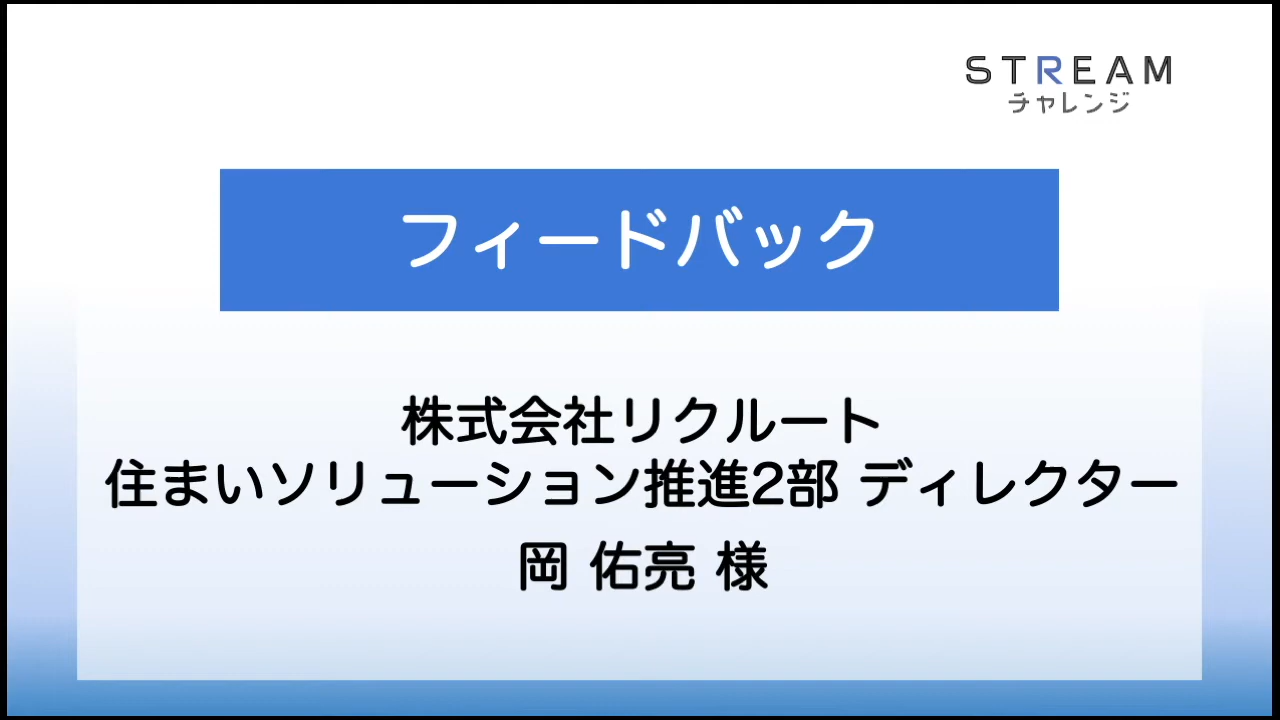 STREAM
チャレンジ
フィードバック
株式会社リクルート
住まいソリューション推進2部 ディレクター
岡 佑亮 様